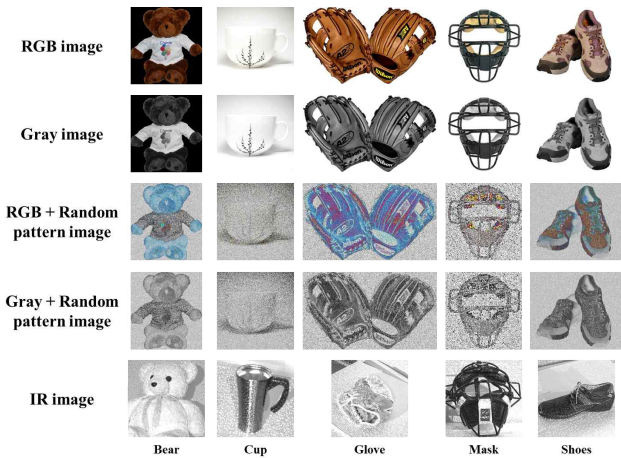 RGB image
Gray image
RGB + Random
pattern image
Gray + Random
pattern image
IR image
Bear
Cup
Glove
Mask
Shoes